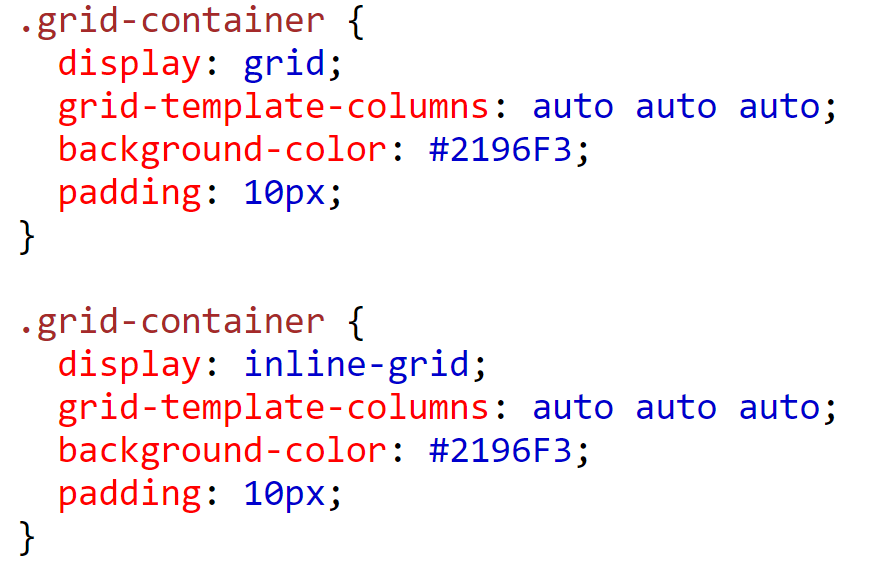 .grid-container {
  display: grid;
  grid-template-columns: auto auto auto;
  background-color: #2196F3;
  padding: 10px;
}

.grid-container {
  display: inline-grid;
  grid-template-columns: auto auto auto;
  background-color: #2196F3;
  padding: 10px;
}